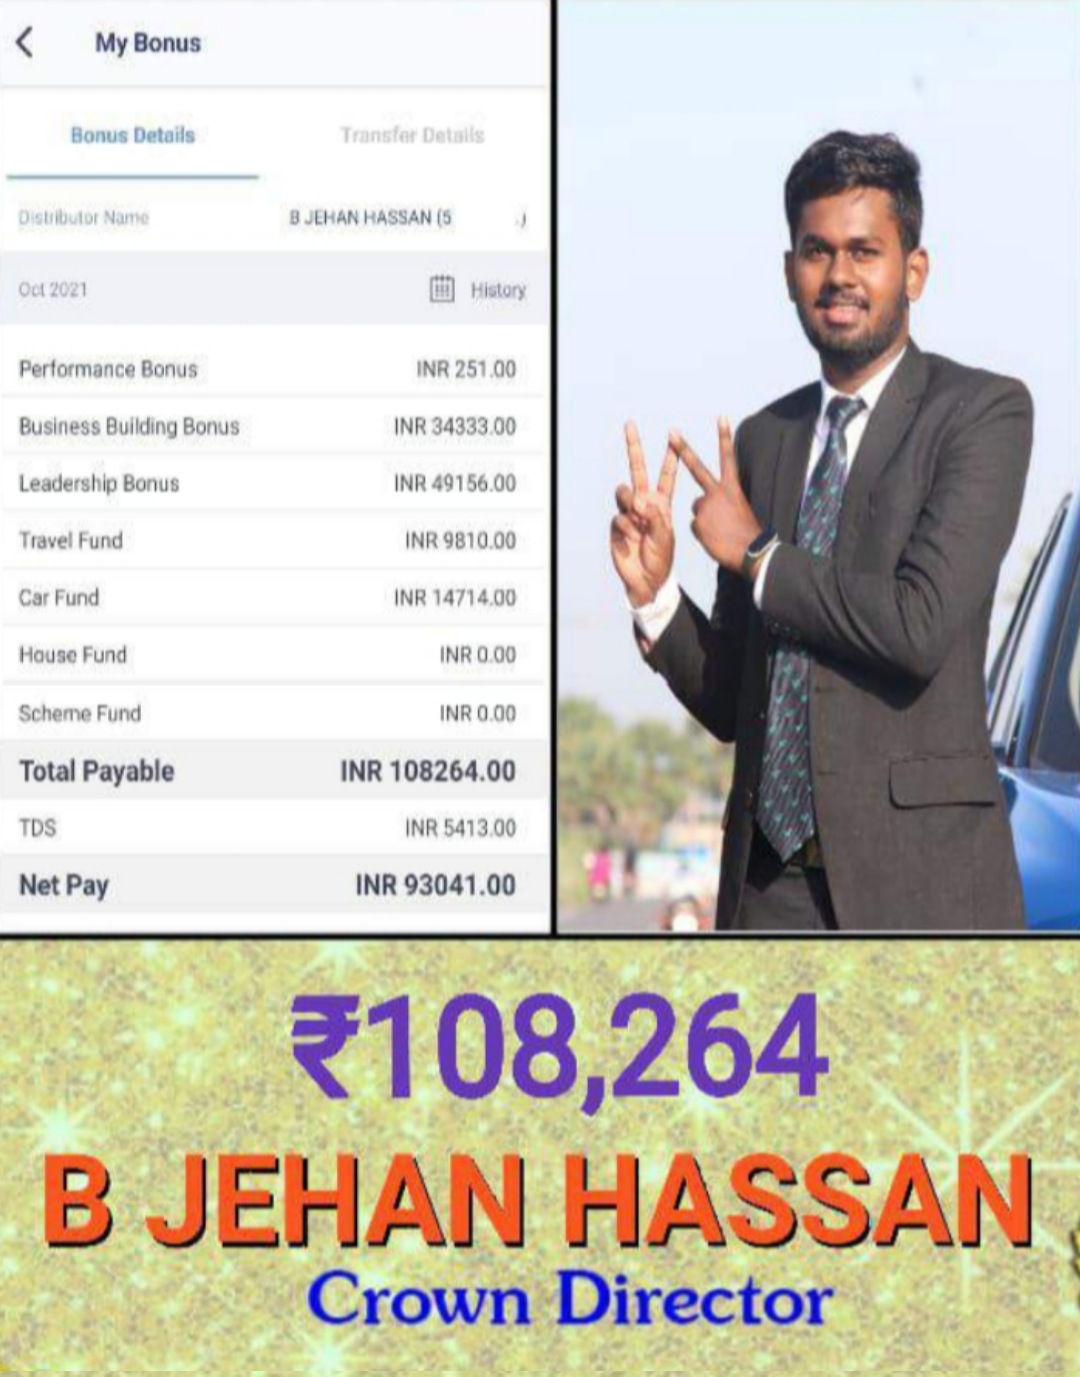 My Bonus
Bonus Details Transfer Details
Distributor Name B JEHAN HASSAN (5 .)
Oct 2021 History
Performance Bonus INR 251.00
Business Building Bonus INR 34333.00
Leadership Bonus INR 49156.00
Travel Fund INR 9810.00
Car Fund INR 14714.00
House Fund INR 0.00
Scheme Fund INR 0.00
Total Payable INR 108264.00
TDS INR 5413.00
Net Pay INR 93041.00
₹108,264
B JEHAN HASSAN
Crown Director